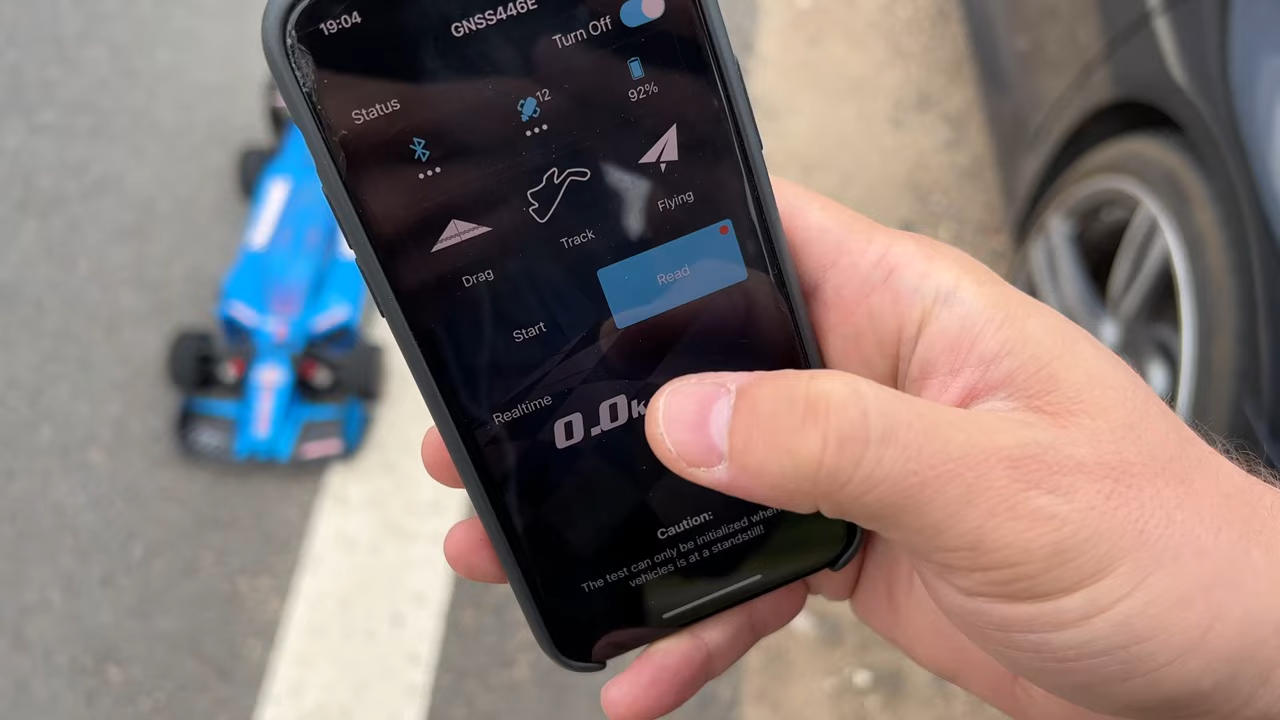 19:04
GNSS446E
Turn Off
Status
12
92%
Drag
Track
Flying
Start
Read
Realtime
0.0k
Caution:
The test can only be initialized when
vehicles is at a standstill!